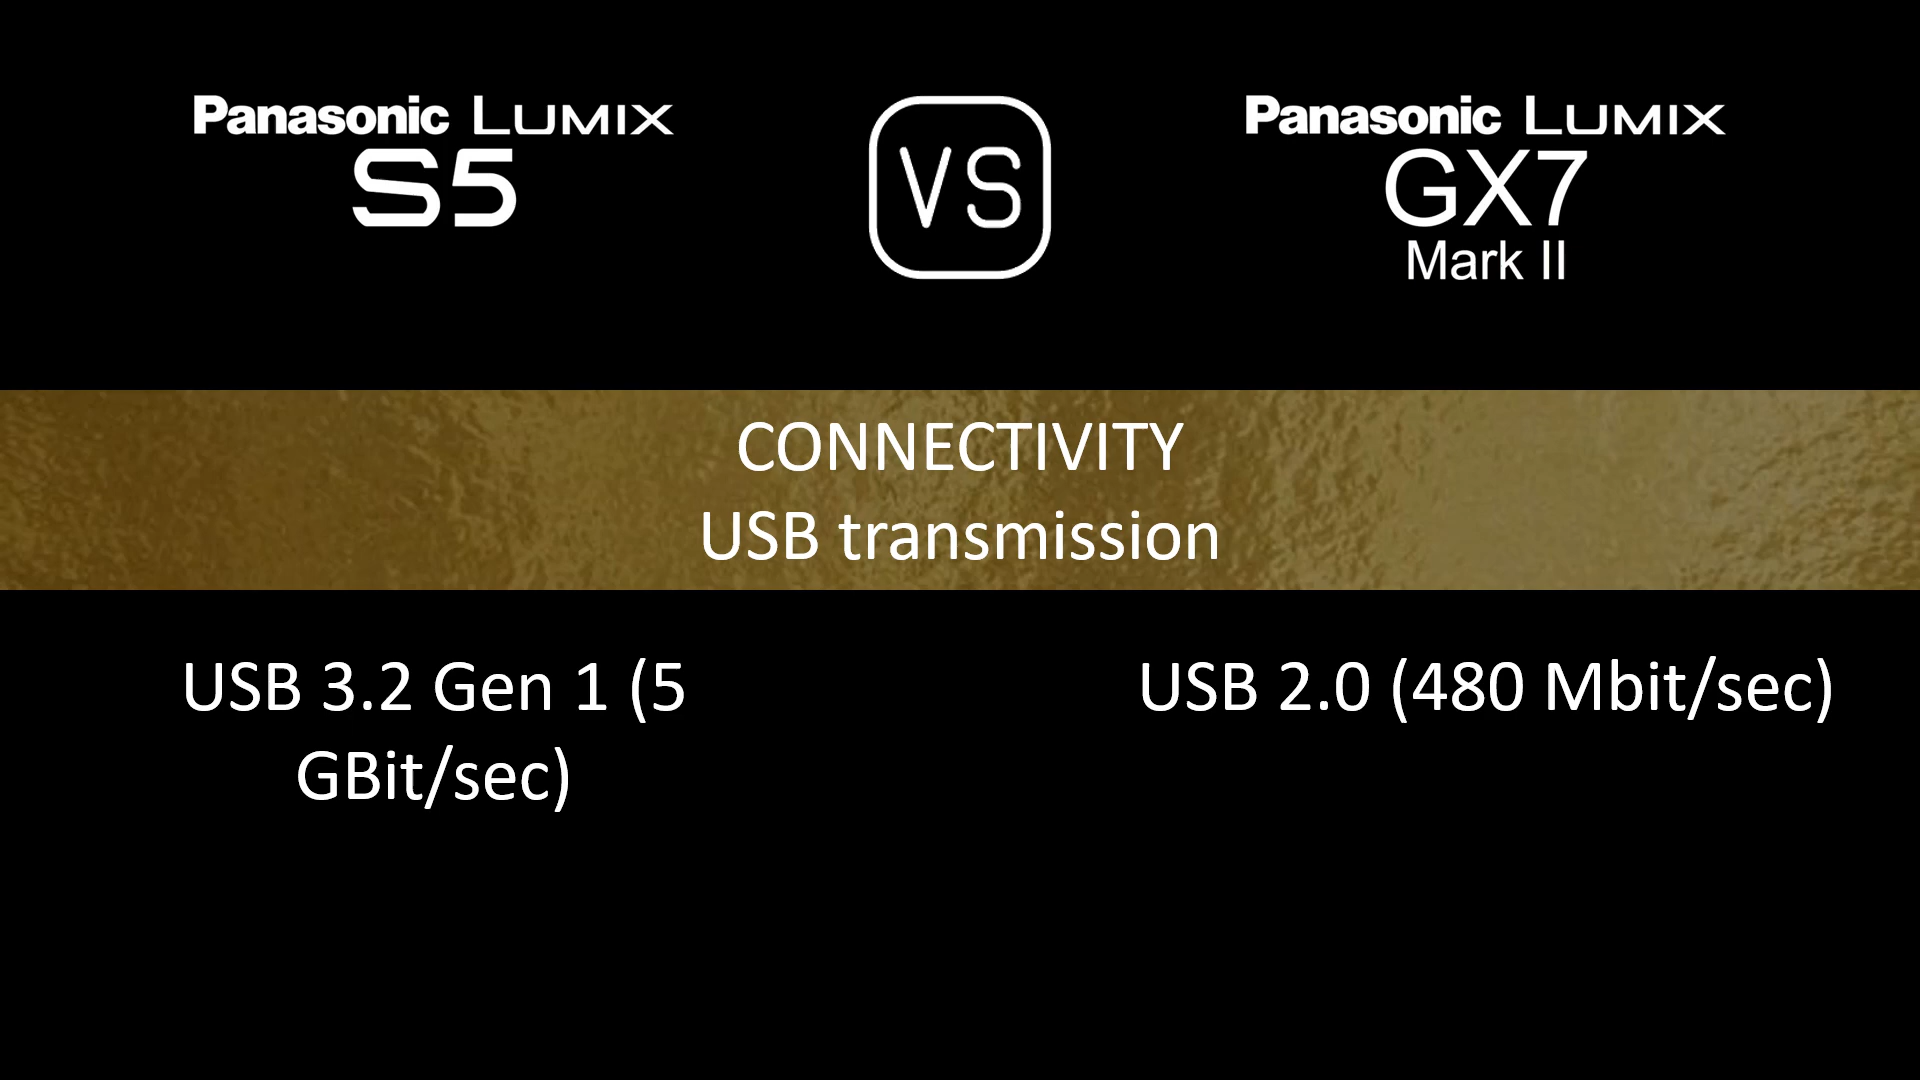 Panasonic LUMIX
S5
VS
Panasonic LUMIX
GX7
Mark II
CONNECTIVITY
USB transmission
USB 3.2 Gen 1 (5
GBit/sec)
USB 2.0 (480 Mbit/sec)